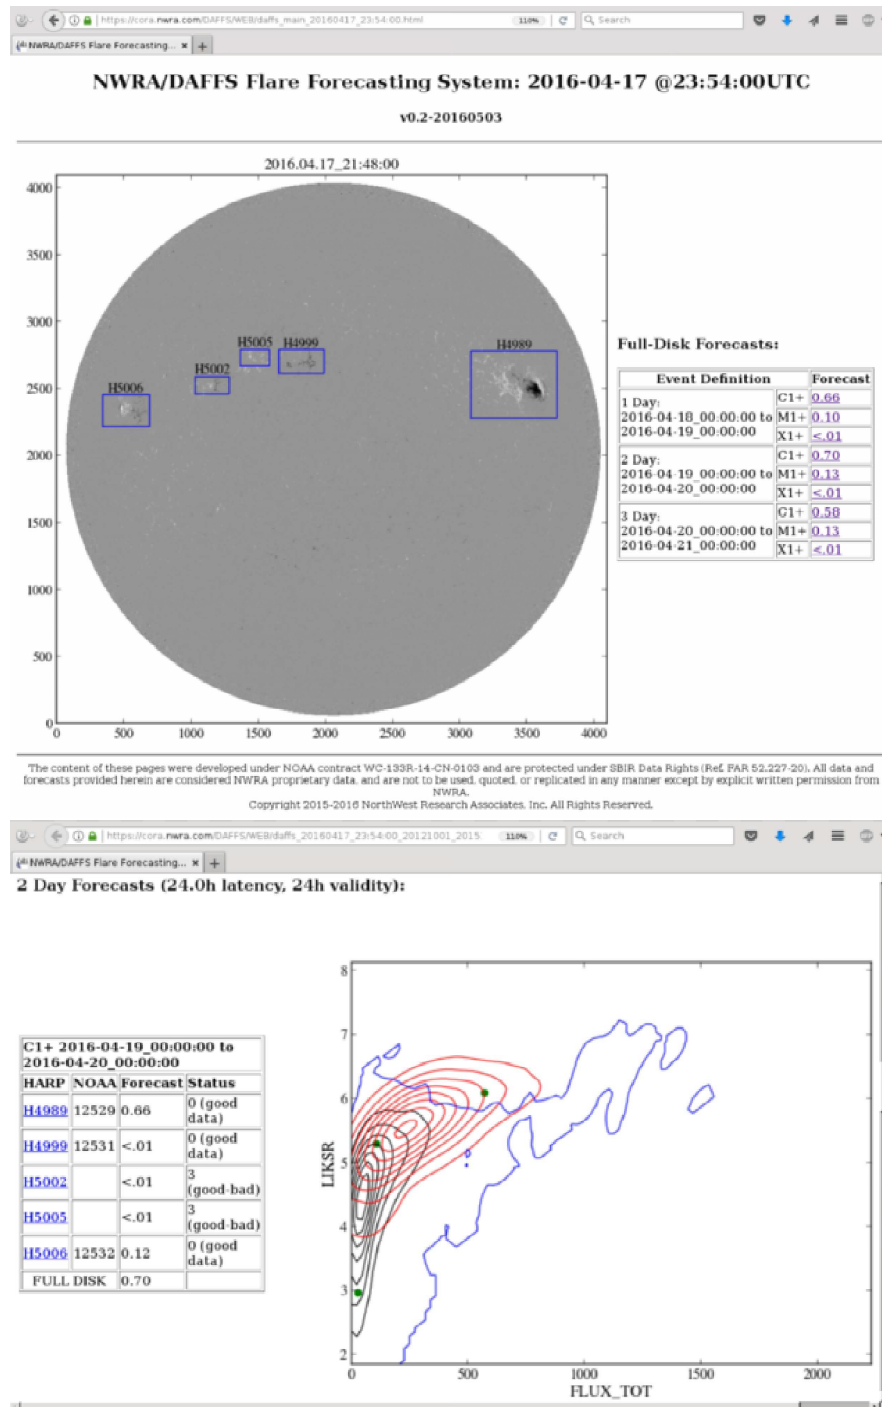 https://cora.nwra.com/DAFFS/WEB/daffs_main_20160417_23:54:00.html 110% Search
NWRA/DAFFS Flare Forecasting... × +
NWRA/DAFFS Flare Forecasting System: 2016-04-17 @23:54:00UTC
v0.2-20160503
2016.04.17_21:48:00
4000
3500
3000
2500
2000
1500
1000
500
0
0 500 1000 1500 2000 2500 3000 3500 4000
H5005 H4999 H4989
H5002
H5006
Full-Disk Forecasts:
Event Definition Forecast
1 Day:
2016-04-18_00:00:00 to
2016-04-19_00:00:00
C1+ 0.66
M1+ 0.10
X1+ <.01
2 Day:
2016-04-19_00:00:00 to
2016-04-20_00:00:00
C1+ 0.70
M1+ 0.13
X1+ <.01
3 Day:
2016-04-20_00:00:00 to
2016-04-21_00:00:00
C1+ 0.58
M1+ 0.13
X1+ <.01
The content of these pages were developed under NOAA contract WC-133R-14-CN-0103 and are protected under SBIR Data Rights (Ref. FAR 52.227-20). All data and
forecasts provided herein are considered NWRA proprietary data. and are not to be used, quoted, or replicated in any manner except by explicit written permission from
NWRA.
Copyright 2015-2016 NorthWest Research Associates, Inc. All Rights Reserved.
https://cora.nwra.com/DAFFS/WEB/daffs_20160417_23:54:00_20121001_2015 110% Search
NWRA/DAFFS Flare Forecasting... × +
2 Day Forecasts (24.0h latency, 24h validity):
C1+ 2016-04-19_00:00:00 to
2016-04-20_00:00:00
HARP NOAA Forecast Status
H4989 12529 0.66 0 (good data)
H4999 12531 <.01 0 (good data)
H5002 <.01 3 (good-bad)
H5005 <.01 3 (good-bad)
H5006 12532 0.12 0 (good data)
FULL DISK 0.70
8
7
6
5
4
3
2
LIKSR
0 500 1000 1500 2000
FLUX_TOT